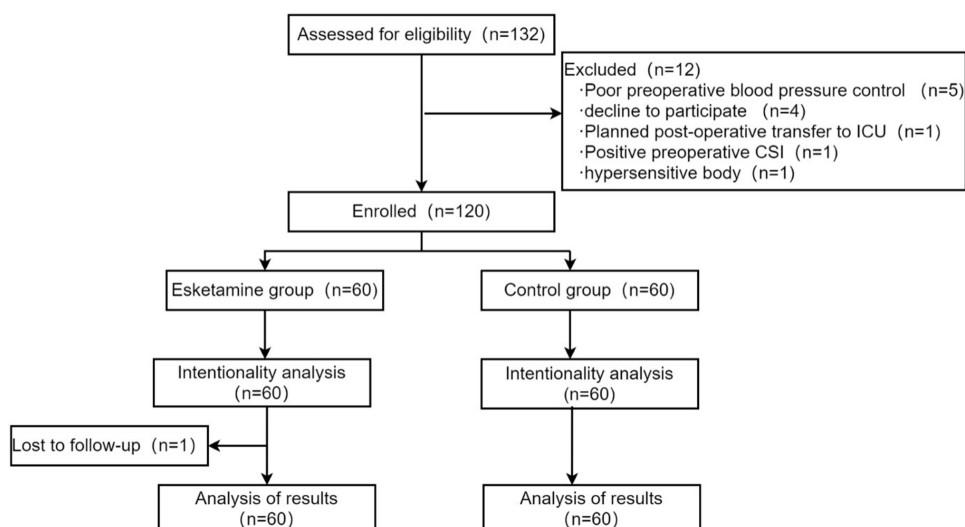 Assessed for eligibility（n=132)
Excluded（n=12)
·Poor preoperative blood pressure control（n=5)
·decline to participate （n=4)
·Planned post-operative transfer to ICU（n=1)
·Positive preoperative CSI（n=1)
·hypersensitive body（n=1)
Enrolled（n=120)
Esketamine group（n=60)
Control group（n=60)
Intentionality analysis
(n=60)
Intentionality analysis
(n=60)
Lost to follow-up（n=1)
Analysis of results
(n=60)
Analysis of results
(n=60)